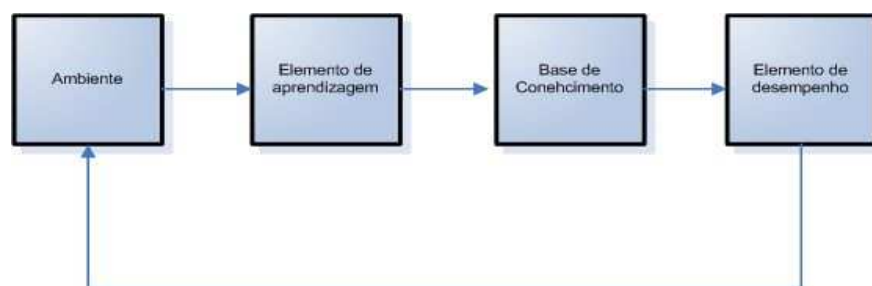 Ambiente
Elemento de
aprendizagem
Base de
Conehcimento
Elemento de
desempenho